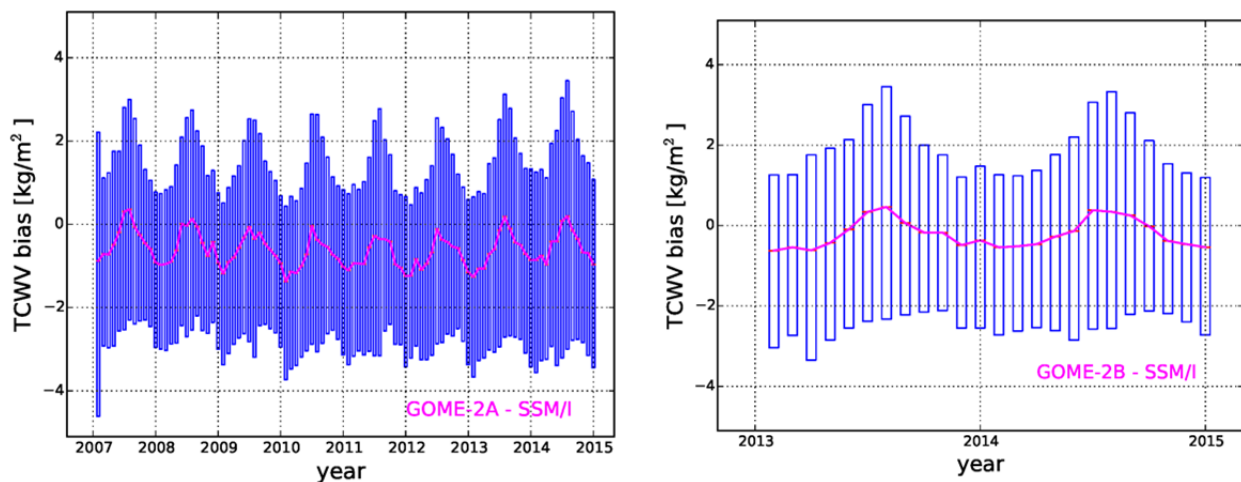 4
2
0
−2
−4
TCWV bias [kg/m² ]
GOME-2A - SSM/I
2007 2008 2009 2010 2011 2012 2013 2014 2015
year
4
2
0
−2
−4
TCWV bias [kg/m² ]
GOME-2B - SSM/I
2013 2014 2015
year